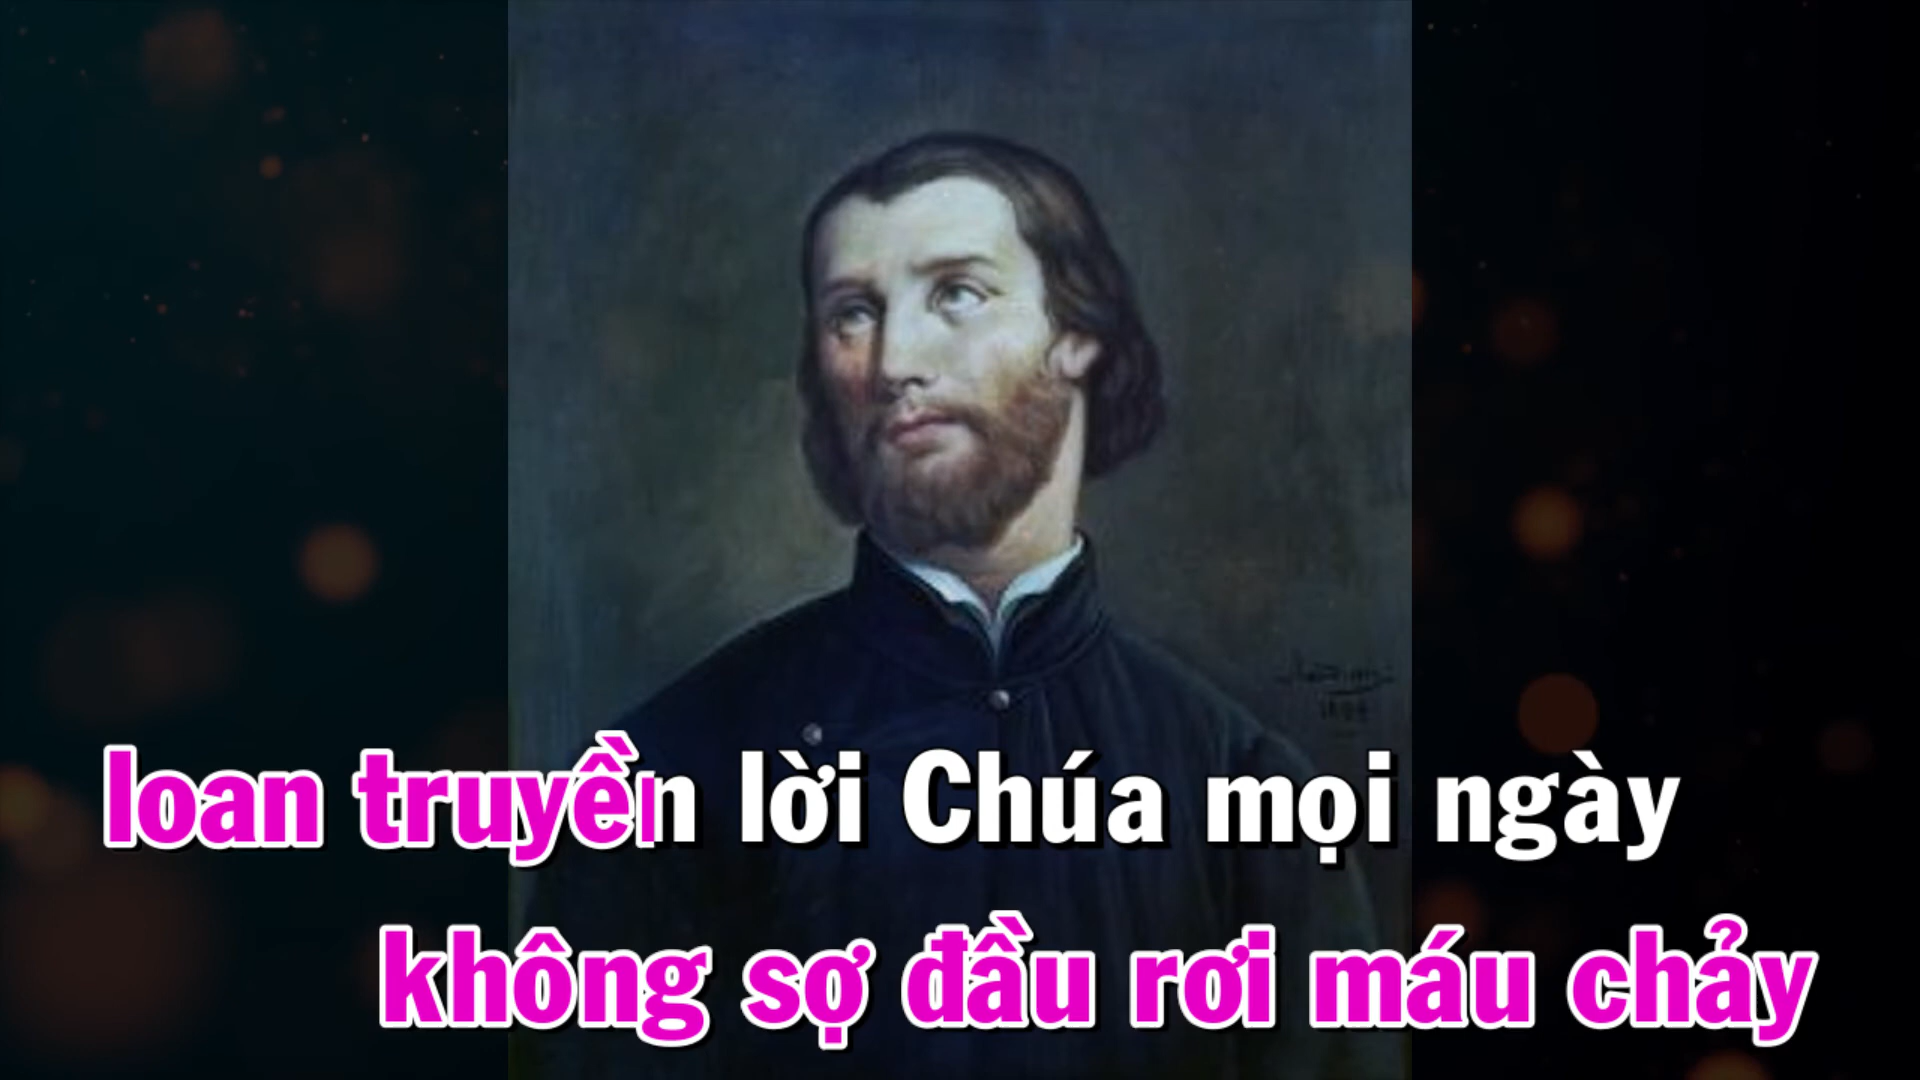 loan truyền lời Chúa mọi ngày
không sợ đầu rơi máu chảy